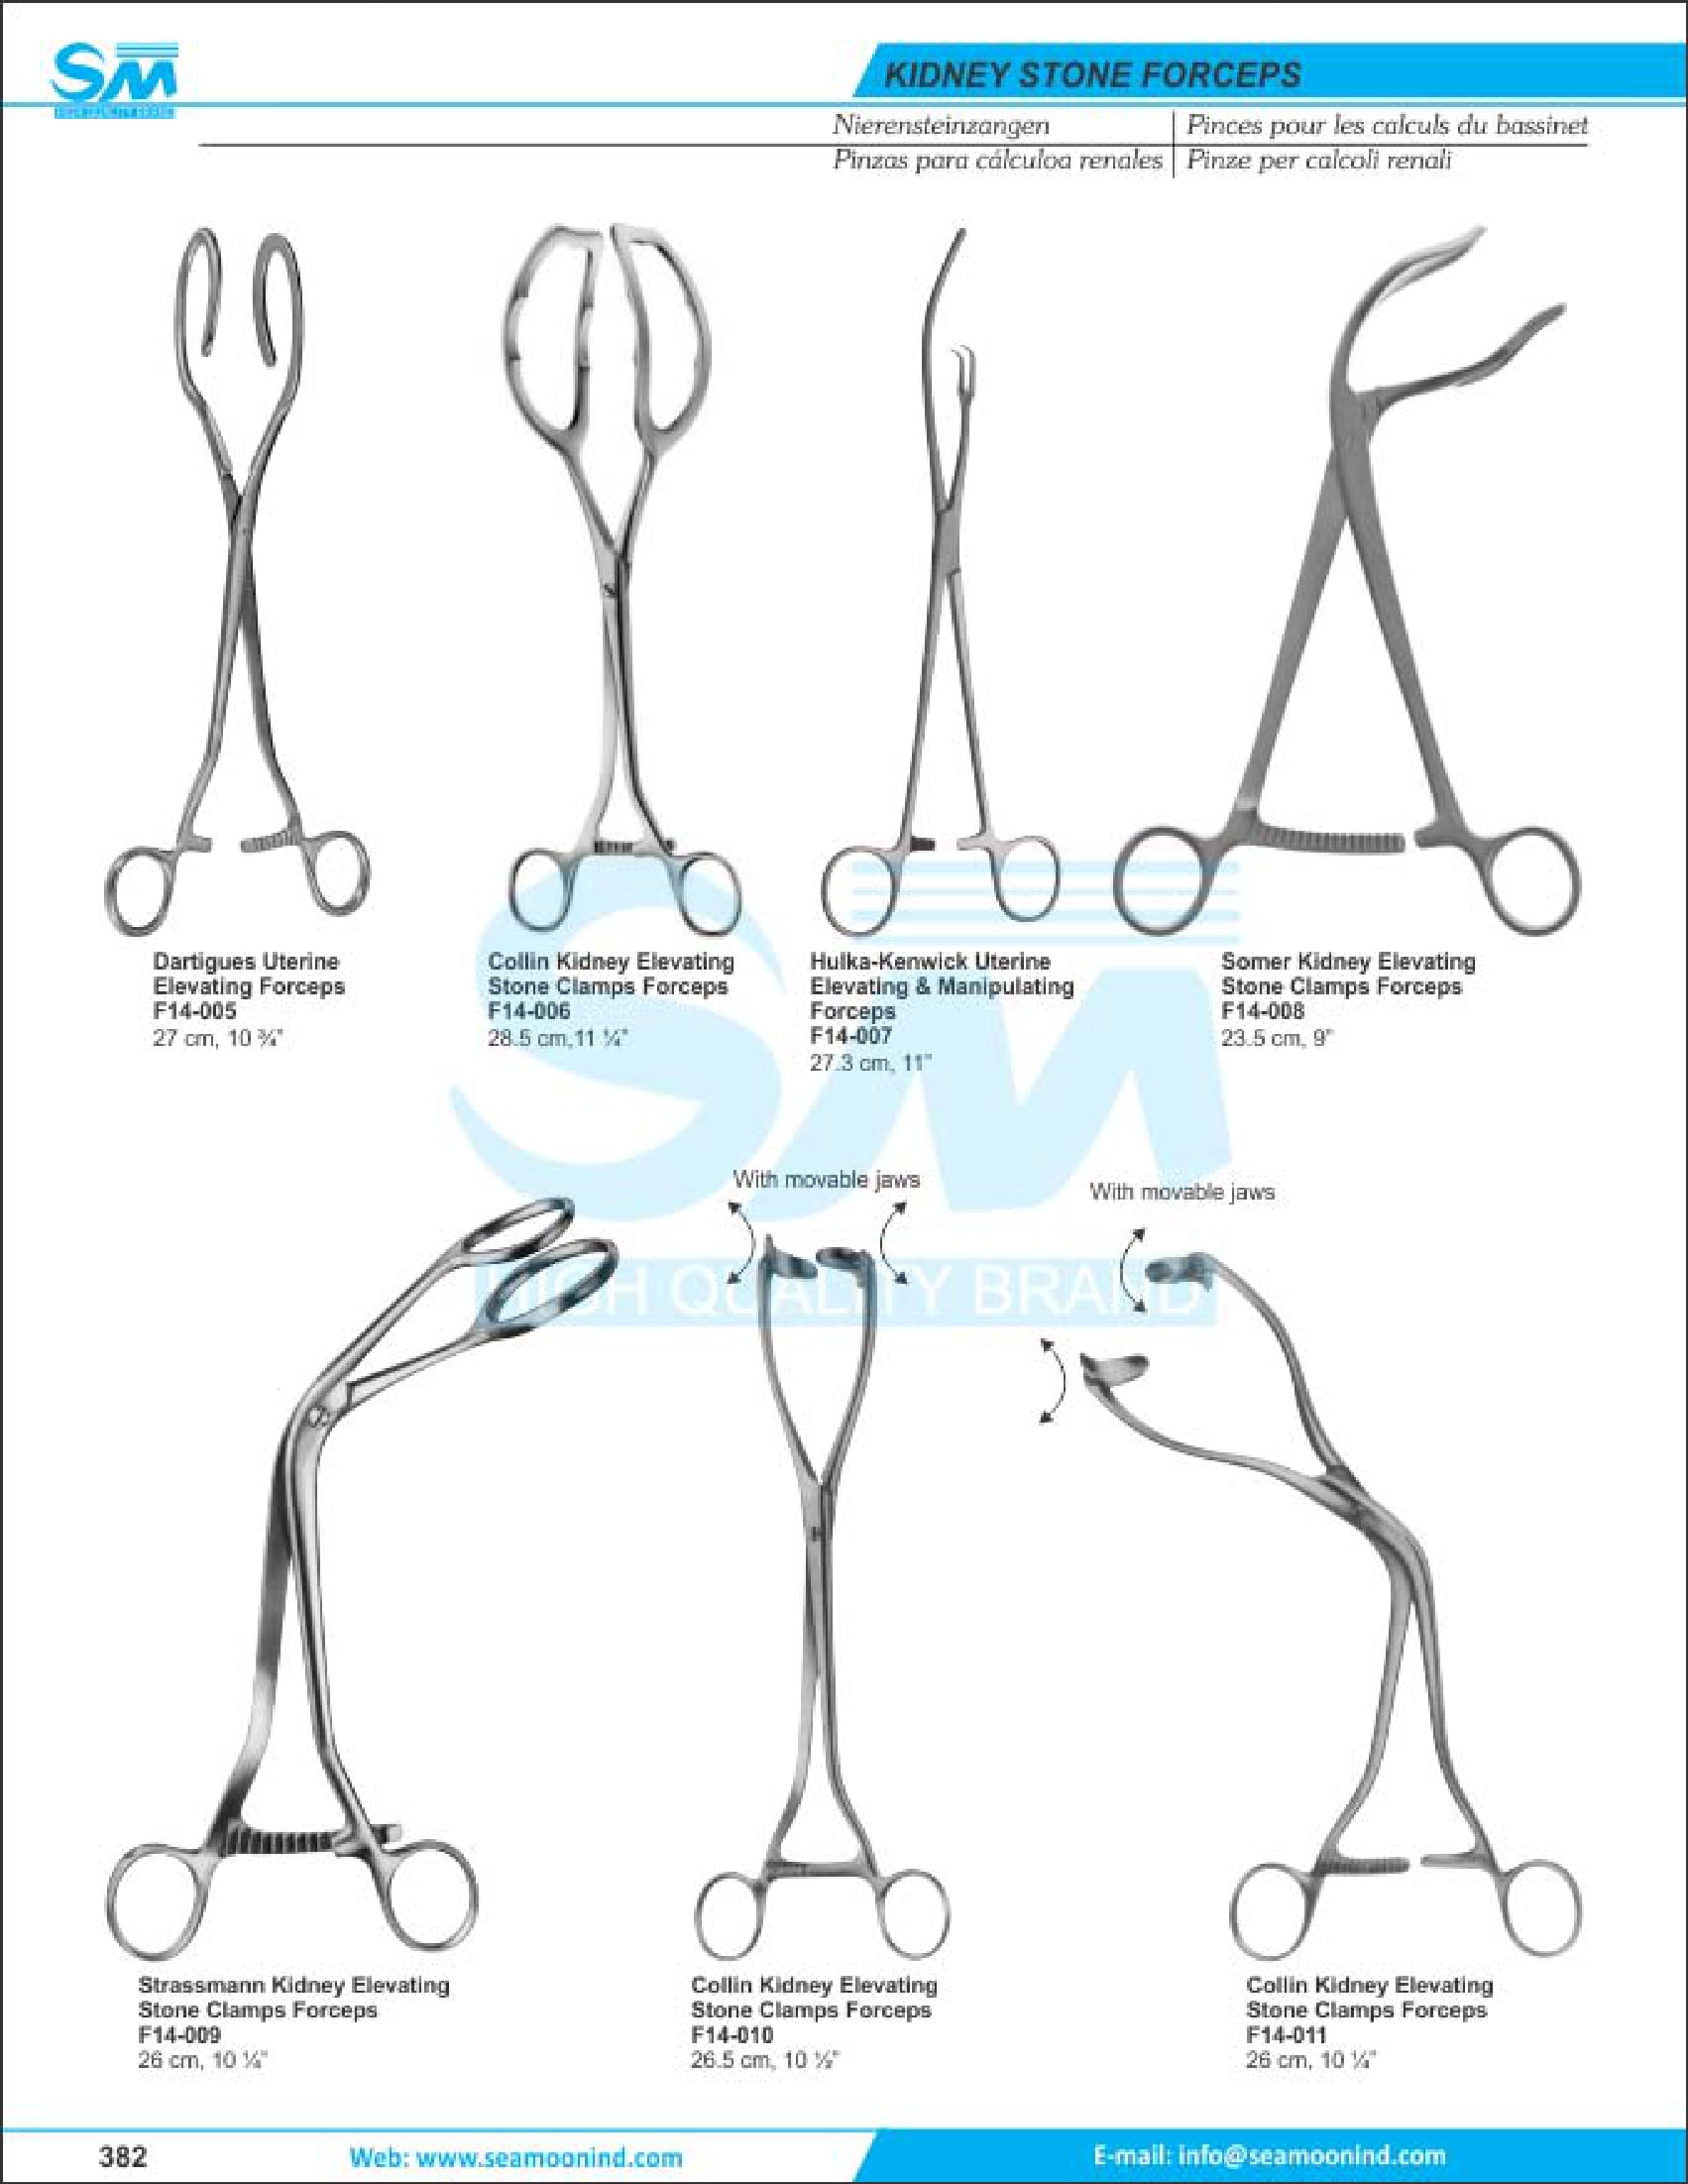 SM
HIGH QUALITY BRAND
KIDNEY STONE FORCEPS
Nierensteinzangen
Pinces pour les calculs du bassinet
Pinzas para cálculoa renales
Pinze per calcoli renali
Dartigues Uterine
Elevating Forceps
F14-005
27 cm, 10 ¾"
Collin Kidney Elevating
Stone Clamps Forceps
F14-006
28.5 cm,11 ¼"
Hulka-Kenwick Uterine
Elevating & Manipulating
Forceps
F14-007
27.3 cm, 11"
Somer Kidney Elevating
Stone Clamps Forceps
F14-008
23.5 cm, 9"
SM
HIGH QUALITY BRAND
With movable jaws
With movable jaws
Strassmann Kidney Elevating
Stone Clamps Forceps
F14-009
26 cm, 10 ¼"
Collin Kidney Elevating
Stone Clamps Forceps
F14-010
26.5 cm, 10 ½"
Collin Kidney Elevating
Stone Clamps Forceps
F14-011
26 cm, 10 ¼"
382
Web: www.seamoonind.com
E-mail: info@seamoonind.com